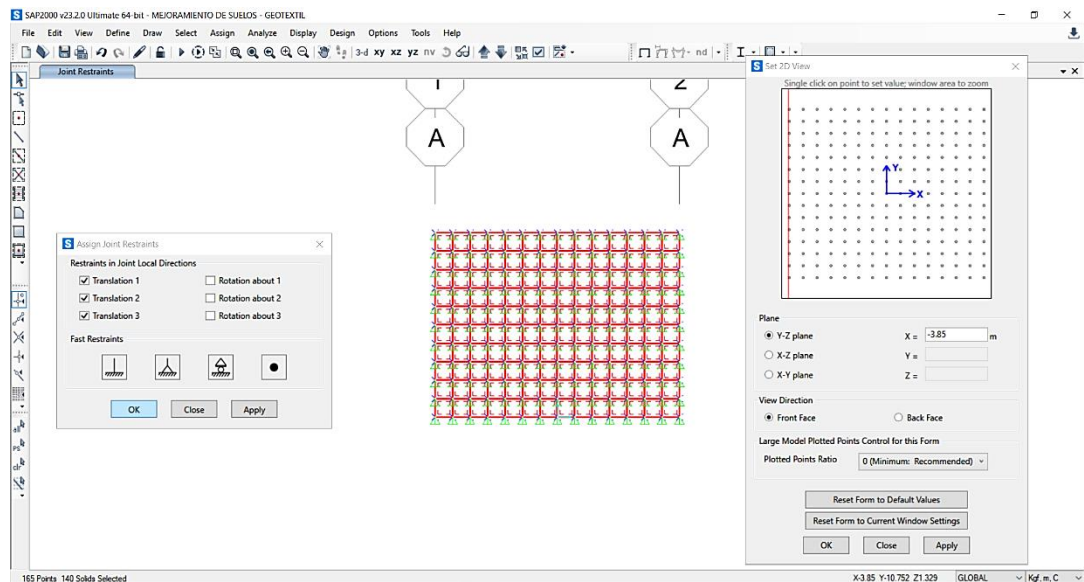 SAP2000 v23.2.0 Ultimate 64-bit - MEJORAMIENTO DE SUELOS - GEOTEXTIL
File Edit View Define Draw Select Assign Analyze Display Design Options Tools Help
3-d xy xz yz nv
nd
Joint Restraints
1 2
A A
Assign Joint Restraints
Restraints in Joint Local Directions
Translation 1 Rotation about 1
Translation 2 Rotation about 2
Translation 3 Rotation about 3
Fast Restraints
OK Close Apply
Set 2D View
Single click on point to set value; window area to zoom
Y
X
Plane
Y-Z plane X = -3.85 m
X-Z plane Y =
X-Y plane Z =
View Direction
Front Face Back Face
Large Model Plotted Points Control for this Form
Plotted Points Ratio 0 (Minimum: Recommended)
Reset Form to Default Values
Reset Form to Current Window Settings
OK Close Apply
all
PS
clr
165 Points 140 Solids Selected X-3.85 Y-10.752 Z1.329 GLOBAL Kgf, m, C